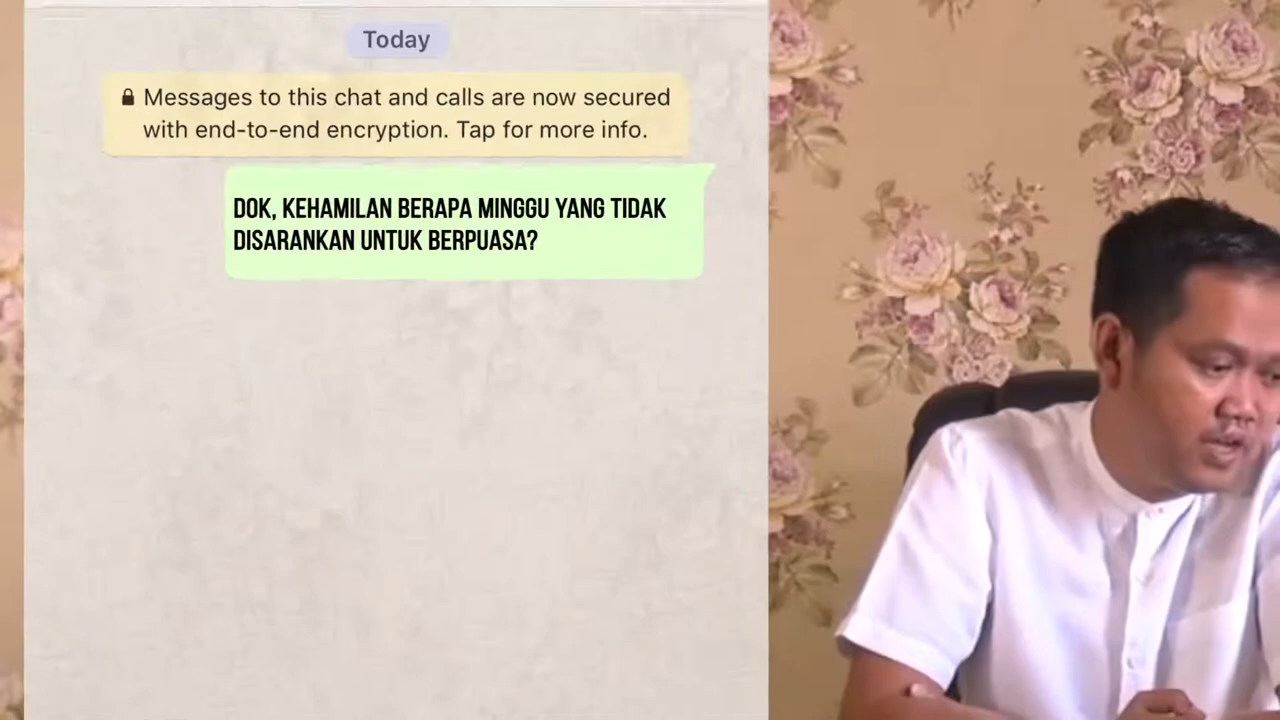 Today
Messages to this chat and calls are now secured
with end-to-end encryption. Tap for more info.
DOK, KEHAMILAN BERAPA MINGGU YANG TIDAK
DISARANKAN UNTUK BERPUASA?